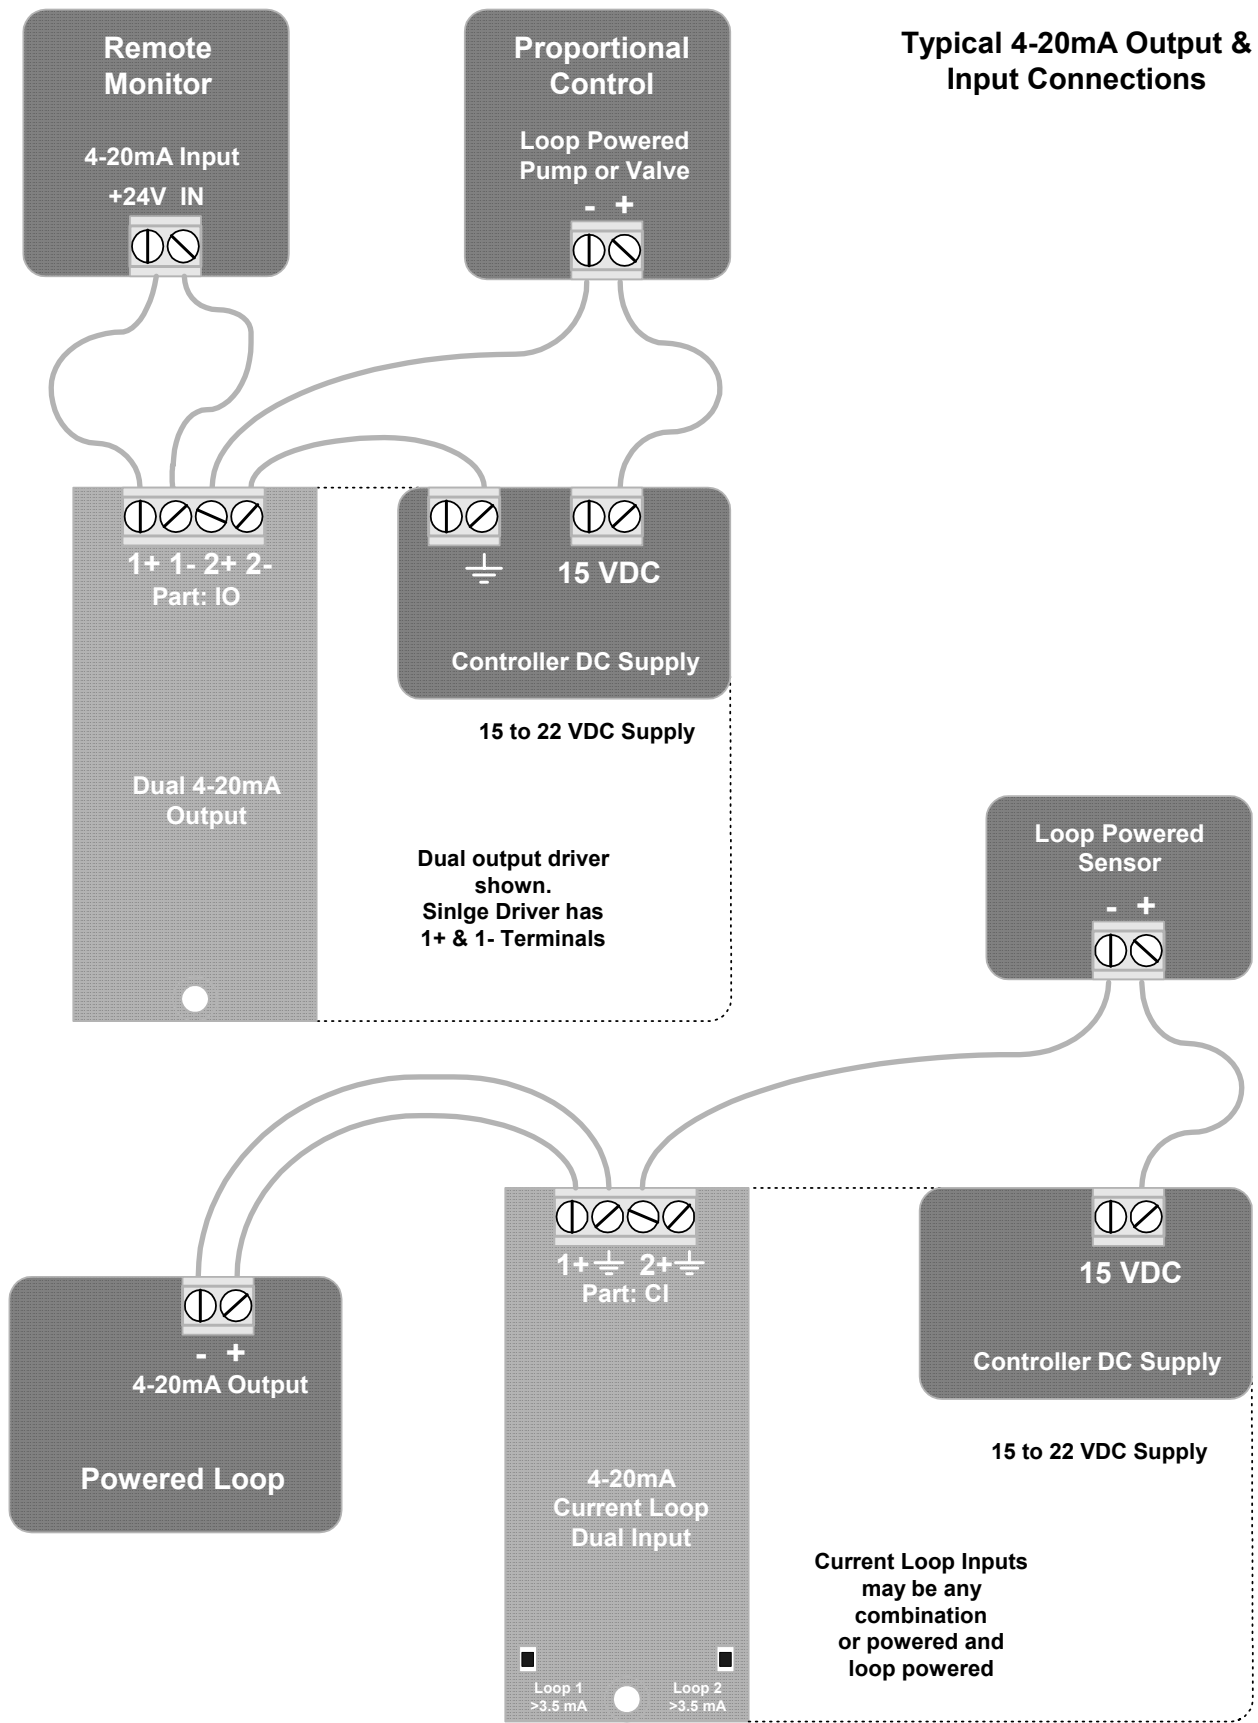 Typical 4-20mA Output &
Input Connections
Remote
Monitor
4-20mA Input
+24V IN
Proportional
Control
Loop Powered
Pump or Valve
- +
1+ 1- 2+ 2-
Part: IO
Dual 4-20mA
Output
15 VDC
Controller DC Supply
15 to 22 VDC Supply
Dual output driver
shown.
Sinlge Driver has
1+ & 1- Terminals
Loop Powered
Sensor
- +
- +
4-20mA Output
Powered Loop
1+ 2+
Part: CI
4-20mA
Current Loop
Dual Input
Loop 1
>3.5 mA
Loop 2
>3.5 mA
15 VDC
Controller DC Supply
15 to 22 VDC Supply
Current Loop Inputs
may be any
combination
or powered and
loop powered